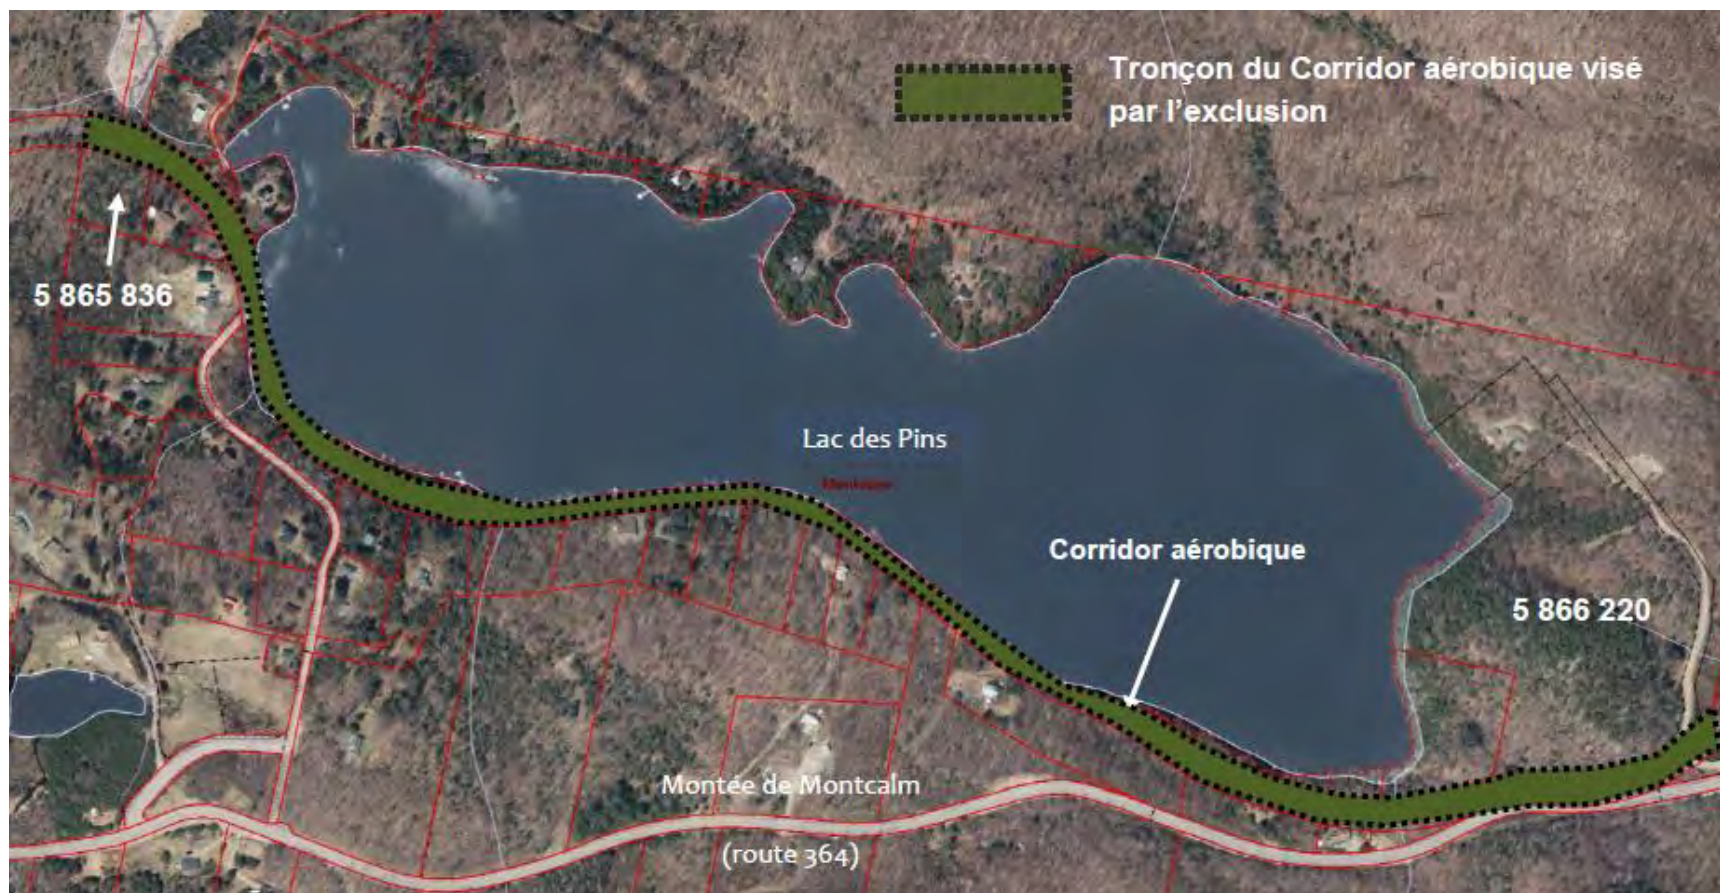 Tronçon du Corridor aérobique visé
par l'exclusion
5 865 836
Lac des Pins
Corridor aérobique
5 866 220
Montée de Montcalm
(route 364)